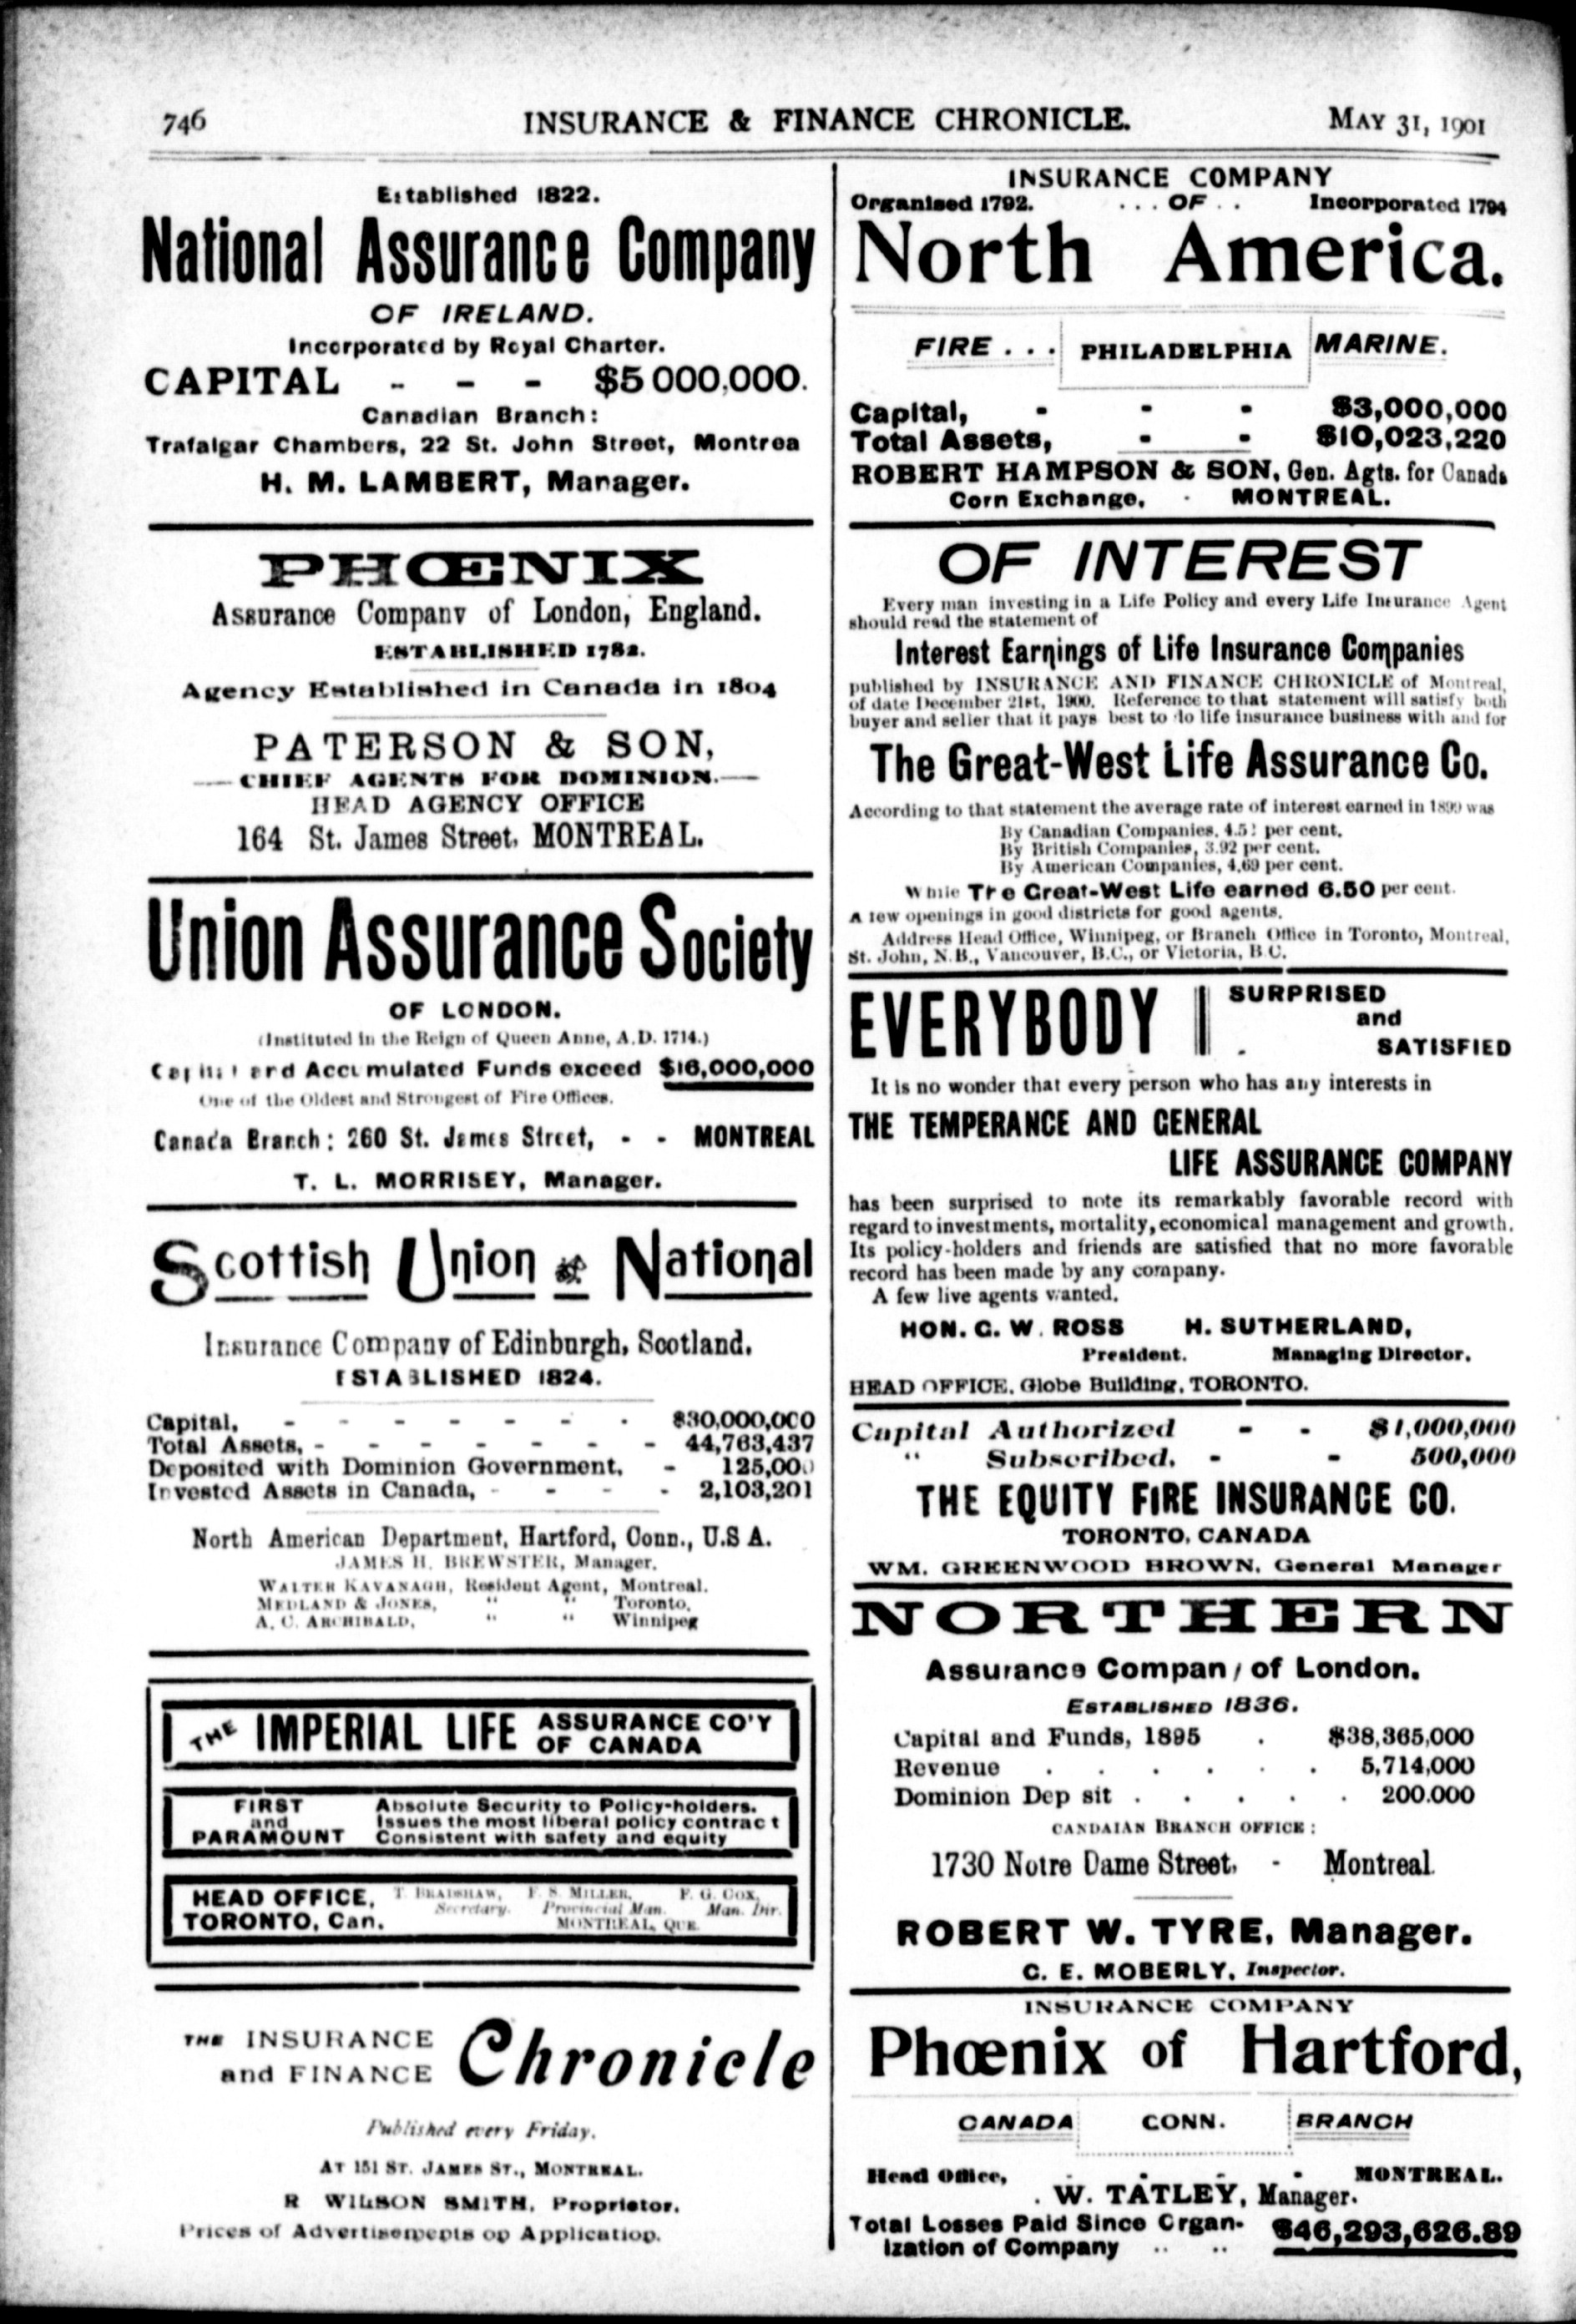 746
INSURANCE & FINANCE CHRONICLE.
MAY 31, 1901
Established 1822.
National Assurance Company
OF IRELAND.
Incorporated by Royal Charter.
CAPITAL - - - $5 000,000.
Canadian Branch:
Trafalgar Chambers, 22 St. John Street, Montrea
H. M. LAMBERT, Manager.
PHŒNIX
Assurance Company of London, England.
ESTABLISHED 1782.
Agency Established in Canada in 1804
PATERSON & SON,
CHIEF AGENTS FOR DOMINION.
HEAD AGENCY OFFICE
164 St. James Street, MONTREAL.
Union Assurance Society
OF LONDON.
(Instituted in the Reign of Queen Anne, A.D. 1714.)
Capital and Accumulated Funds exceed $16,000,000
One of the Oldest and Strongest of Fire Offices.
Canada Branch: 260 St. James Street, - - MONTREAL
T. L. MORRISEY, Manager.
Scottish Union & National
Insurance Company of Edinburgh, Scotland.
ESTABLISHED 1824.
Capital, - - - - - - - $30,000,000
Total Assets, - - - - - - - 44,763,437
Deposited with Dominion Government, - 125,000
Invested Assets in Canada, - - - - 2,103,201
North American Department, Hartford, Conn., U.S A.
JAMES H. BREWSTER, Manager.
WALTER KAVANAGH, Resident Agent, Montreal.
MEDLAND & JONES, " " Toronto,
A. C. ARCHIBALD, " " Winnipeg
THE IMPERIAL LIFE ASSURANCE CO'Y
OF CANADA
FIRST
and
PARAMOUNT
Absolute Security to Policy-holders.
Issues the most liberal policy contract
Consistent with safety and equity
HEAD OFFICE,
TORONTO, Can.
T. BRADSHAW, F. S. MILLER, F. G. COX,
Secretary. Provincial Man. Man. Dir.
MONTREAL, QUE.
THE INSURANCE
and FINANCE
Chronicle
Published every Friday.
AT 151 ST. JAMES ST., MONTREAL.
R WILSON SMITH, Proprietor.
Prices of Advertisements on Application.
INSURANCE COMPANY
Organised 1792. ... OF . . Incorporated 1794
North America.
FIRE . . . PHILADELPHIA MARINE.
Capital, - - - $3,000,000
Total Assets, - - $10,023,220
ROBERT HAMPSON & SON, Gen. Agts. for Canada
Corn Exchange, - MONTREAL.
OF INTEREST
Every man investing in a Life Policy and every Life Insurance Agent
should read the statement of
Interest Earnings of Life Insurance Companies
published by INSURANCE AND FINANCE CHRONICLE of Montreal,
of date December 21st, 1900. Reference to that statement will satisfy both
buyer and seller that it pays best to do life insurance business with and for
The Great-West Life Assurance Co.
According to that statement the average rate of interest earned in 1899 was
By Canadian Companies, per cent.
By British Companies, 3.92 per cent.
By American Companies, 4.69 per cent.
While The Great-West Life earned 6.50 per cent.
A few openings in good districts for good agents.
Address Head Office, Winnipeg, or Branch Office in Toronto, Montreal,
St. John, N.B., Vancouver, B.C., or Victoria, B C.
EVERYBODY
SURPRISED
and
SATISFIED
It is no wonder that every person who has any interests in
THE TEMPERANCE AND GENERAL
LIFE ASSURANCE COMPANY
has been surprised to note its remarkably favorable record with
regard to investments, mortality, economical management and growth.
Its policy-holders and friends are satisfied that no more favorable
record has been made by any company.
A few live agents wanted.
HON. G. W. ROSS H. SUTHERLAND,
President. Managing Director.
HEAD OFFICE, Globe Building, TORONTO.
Capital Authorized - - $1,000,000
" Subscribed, - - 500,000
THE EQUITY FIRE INSURANCE CO.
TORONTO, CANADA
WM. GREENWOOD BROWN, General Manager
NORTHERN
Assurance Company of London.
ESTABLISHED 1836.
Capital and Funds, 1895 . $38,365,000
Revenue . . . . . . 5,714,000
Dominion Dep sit . . . . . 200.000
CANDAIAN BRANCH OFFICE:
1730 Notre Dame Street, - Montreal.
ROBERT W. TYRE, Manager.
C. E. MOBERLY, Inspector.
INSURANCE COMPANY
Phœnix of Hartford,
CANADA CONN. BRANCH
Head Office, - - - - MONTREAL.
. W. TATLEY, Manager.
Total Losses Paid Since Organ-
ization of Company .. .. $46,293,626.89